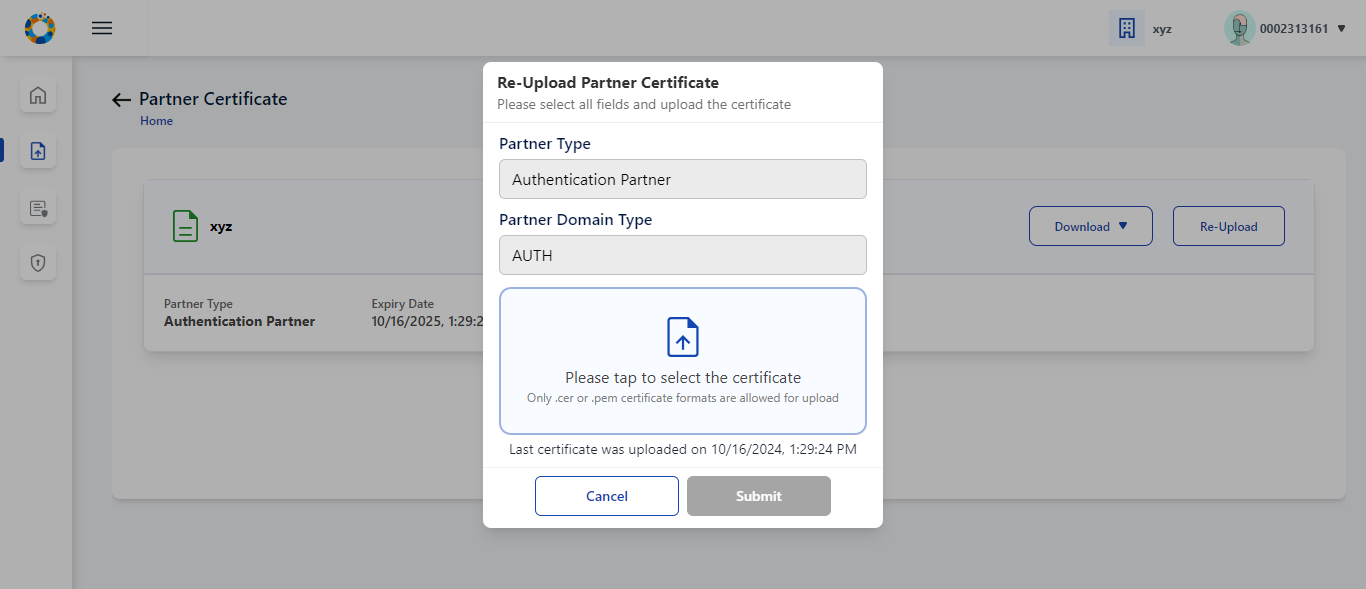 xyz
0002313161
Partner Certificate
Home
xyz
Download
Re-Upload
Partner Type
Authentication Partner
Expiry Date
10/16/2025, 1:29:2
Re-Upload Partner Certificate
Please select all fields and upload the certificate
Partner Type
Authentication Partner
Partner Domain Type
AUTH
Please tap to select the certificate
Only .cer or .pem certificate formats are allowed for upload
Last certificate was uploaded on 10/16/2024, 1:29:24 PM
Cancel
Submit